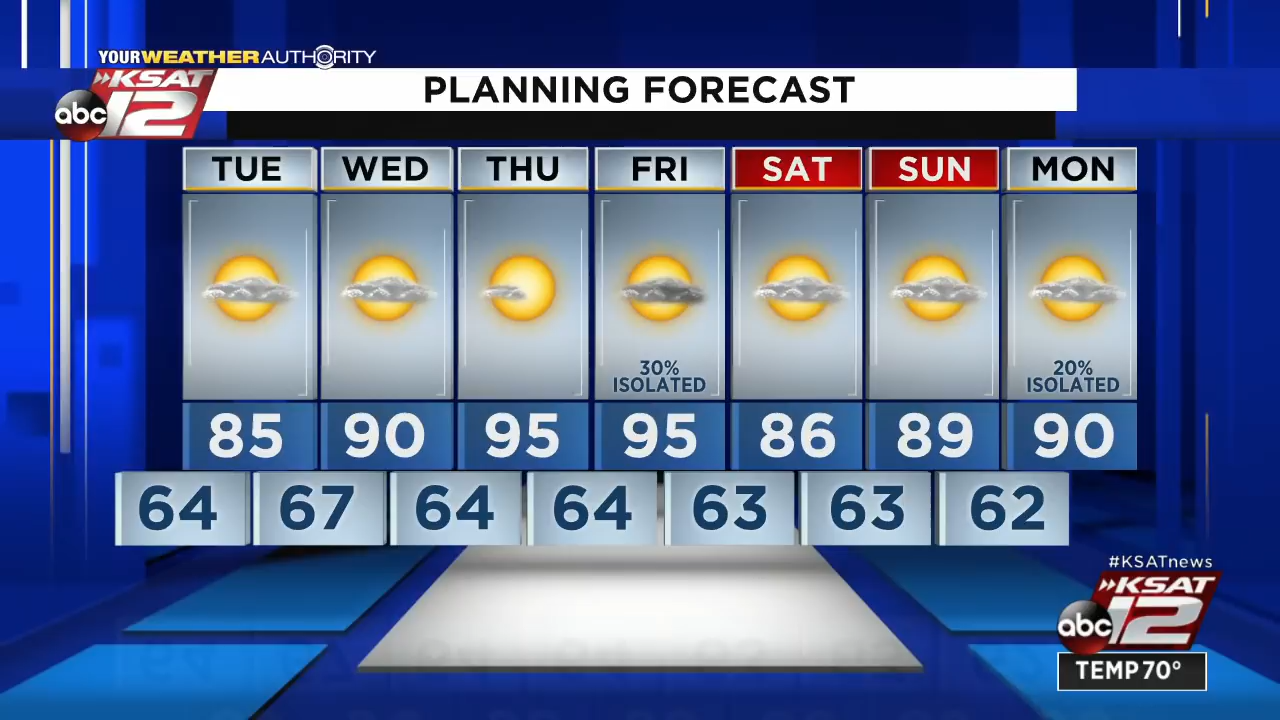 YOURWEATHERAUTHORITY
KSAT
abc 12
PLANNING FORECAST
TUE WED THU FRI SAT SUN MON
30% 20%
ISOLATED ISOLATED
85 90 95 95 86 89 90
64 67 64 64 63 63 62
#KSATnews
KSAT
abc 12
TEMP 70°